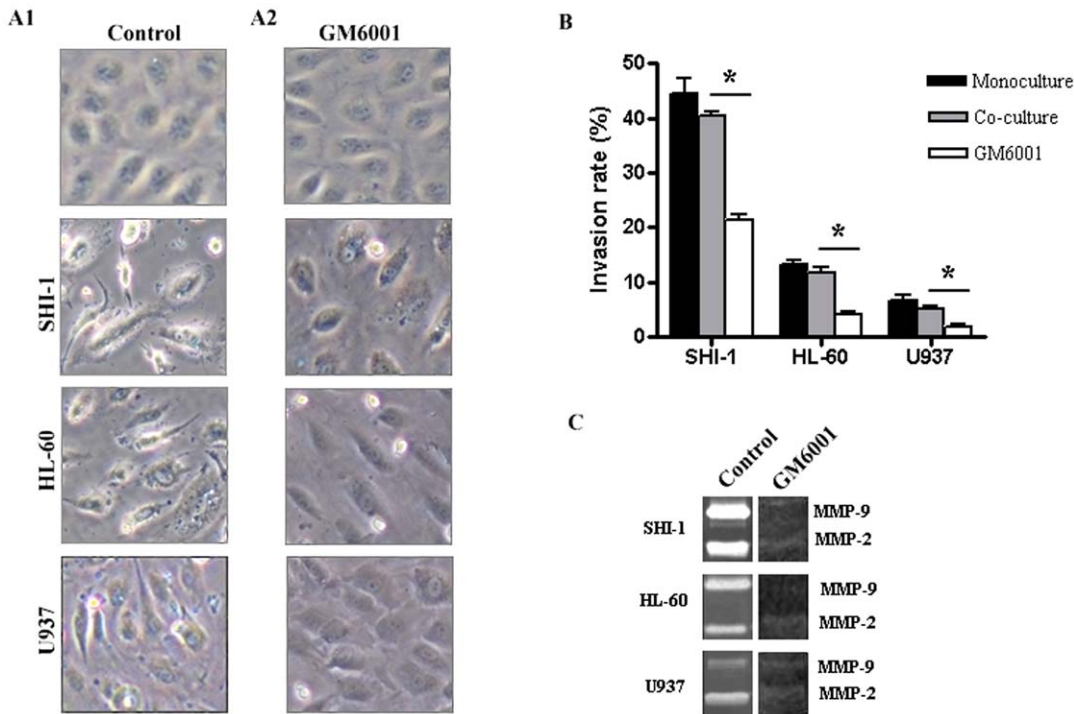 A1
Control
A2
GM6001
SHI-1
HL-60
U937
B
Invasion rate (%)
50
40
30
20
10
0
*
*
*
SHI-1
HL-60
U937
Monoculture
Co-culture
GM6001
C
Control
GM6001
SHI-1
MMP-9
MMP-2
HL-60
MMP-9
MMP-2
U937
MMP-9
MMP-2